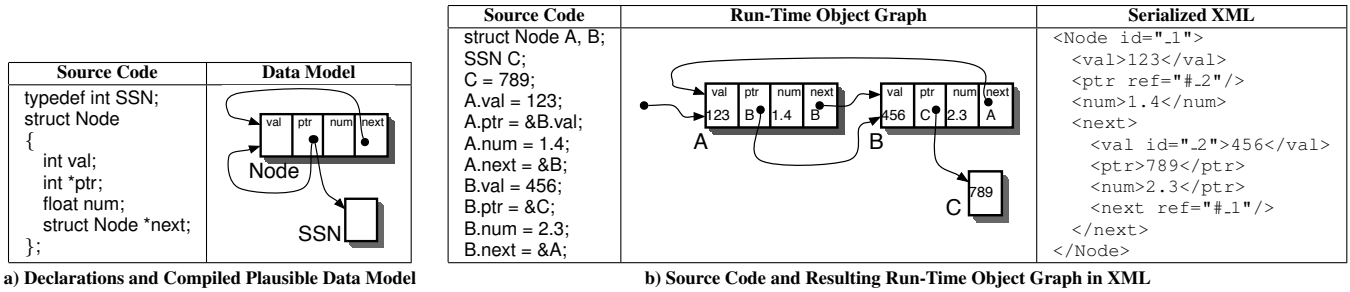 Source Code
Data Model
typedef int SSN;
struct Node
{
int val;
int *ptr;
float num;
struct Node *next;
};
val ptr num next
Node
SSN
a) Declarations and Compiled Plausible Data Model
Source Code
Run-Time Object Graph
Serialized XML
struct Node A, B;
SSN C;
C = 789;
A.val = 123;
A.ptr = &B.val;
A.num = 1.4;
A.next = &B;
B.val = 456;
B.ptr = &C;
B.num = 2.3;
B.next = &A;
val ptr num next
123 B 1.4 B
A
val ptr num next
456 C 2.3 A
B
789
C
<Node id="_1">
<val>123</val>
<ptr ref="#_2"/>
<num>1.4</num>
<next>
<val id="_2">456</val>
<ptr>789</ptr>
<num>2.3</ptr>
<next ref="#_1"/>
</next>
</Node>
b) Source Code and Resulting Run-Time Object Graph in XML